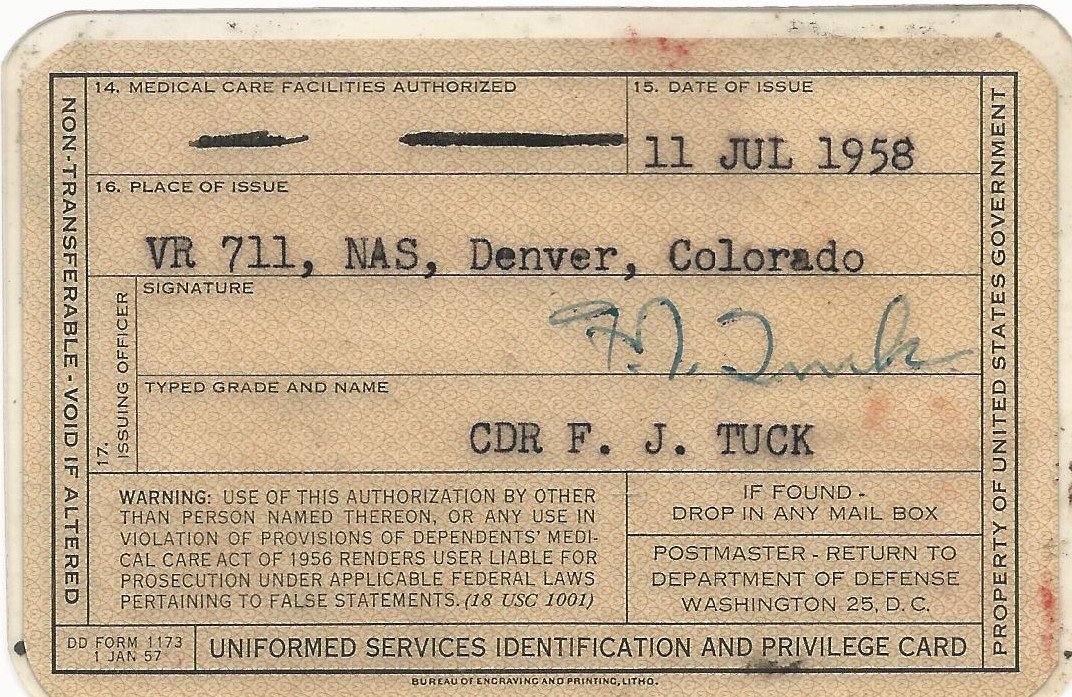 14. MEDICAL CARE FACILITIES AUTHORIZED
15. DATE OF ISSUE
11 JUL 1958
16. PLACE OF ISSUE
VR 711, NAS, Denver, Colorado
17.
ISSUING OFFICER
SIGNATURE
F. J. Tuck
TYPED GRADE AND NAME
CDR F. J. TUCK
WARNING: USE OF THIS AUTHORIZATION BY OTHER
THAN PERSON NAMED THEREON, OR ANY USE IN
VIOLATION OF PROVISIONS OF DEPENDENTS' MEDI-
CAL CARE ACT OF 1956 RENDERS USER LIABLE FOR
PROSECUTION UNDER APPLICABLE FEDERAL LAWS
PERTAINING TO FALSE STATEMENTS. (18 USC 1001)
IF FOUND -
DROP IN ANY MAIL BOX
POSTMASTER - RETURN TO
DEPARTMENT OF DEFENSE
WASHINGTON 25, D.C.
NON-TRANSFERABLE - VOID IF ALTERED
PROPERTY OF UNITED STATES GOVERNMENT
DD FORM 1173
1 JAN 57
UNIFORMED SERVICES IDENTIFICATION AND PRIVILEGE CARD
BUREAU OF ENGRAVING AND PRINTING, LITHO.